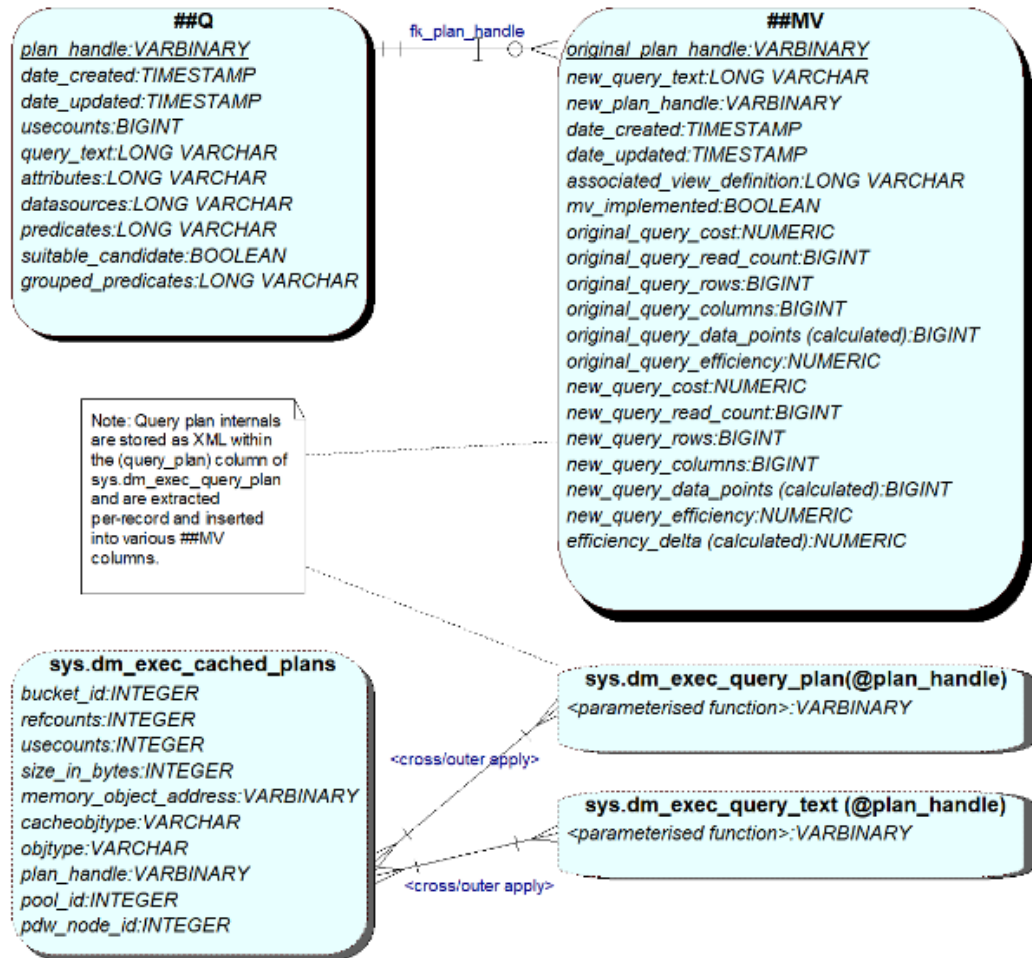 ##Q
plan_handle:VARBINARY
date_created:TIMESTAMP
date_updated:TIMESTAMP
usecounts:BIGINT
query_text:LONG VARCHAR
attributes:LONG VARCHAR
datasources:LONG VARCHAR
predicates:LONG VARCHAR
suitable_candidate:BOOLEAN
grouped_predicates:LONG VARCHAR
fk_plan_handle
##MV
original_plan_handle:VARBINARY
new_query_text:LONG VARCHAR
new_plan_handle:VARBINARY
date_created:TIMESTAMP
date_updated:TIMESTAMP
associated_view_definition:LONG VARCHAR
mv_implemented:BOOLEAN
original_query_cost:NUMERIC
original_query_read_count:BIGINT
original_query_rows:BIGINT
original_query_columns:BIGINT
original_query_data_points (calculated):BIGINT
original_query_efficiency:NUMERIC
new_query_cost:NUMERIC
new_query_read_count:BIGINT
new_query_rows:BIGINT
new_query_columns:BIGINT
new_query_data_points (calculated):BIGINT
new_query_efficiency:NUMERIC
efficiency_delta (calculated):NUMERIC
Note: Query plan internals
are stored as XML within
the (query_plan) column of
sys.dm_exec_query_plan
and are extracted
per-record and inserted
into various ##MV
columns.
sys.dm_exec_cached_plans
bucket_id:INTEGER
refcounts:INTEGER
usecounts:INTEGER
size_in_bytes:INTEGER
memory_object_address:VARBINARY
cacheobjtype:VARCHAR
objtype:VARCHAR
plan_handle:VARBINARY
pool_id:INTEGER
pdw_node_id:INTEGER
<cross/outer apply>
<cross/outer apply>
sys.dm_exec_query_plan(@plan_handle)
<parameterised function>:VARBINARY
sys.dm_exec_query_text (@plan_handle)
<parameterised function>:VARBINARY